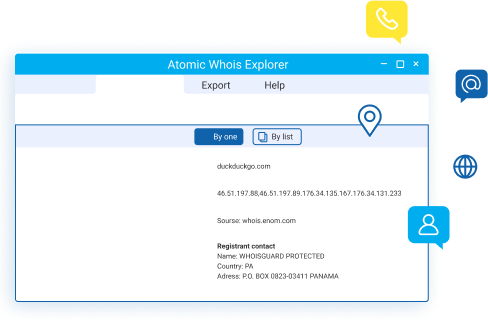 Atomic Whois Explorer
Export Help
By one By list
duckduckgo.com
46.51.197.88,46.51.197.89.176.34.135.167.176.34.131.233
Sourse: whois.enom.com
Registrant contact
Name: WHOISGUARD PROTECTED
Country: PA
Adress: P.O. BOX 0823-03411 PANAMA